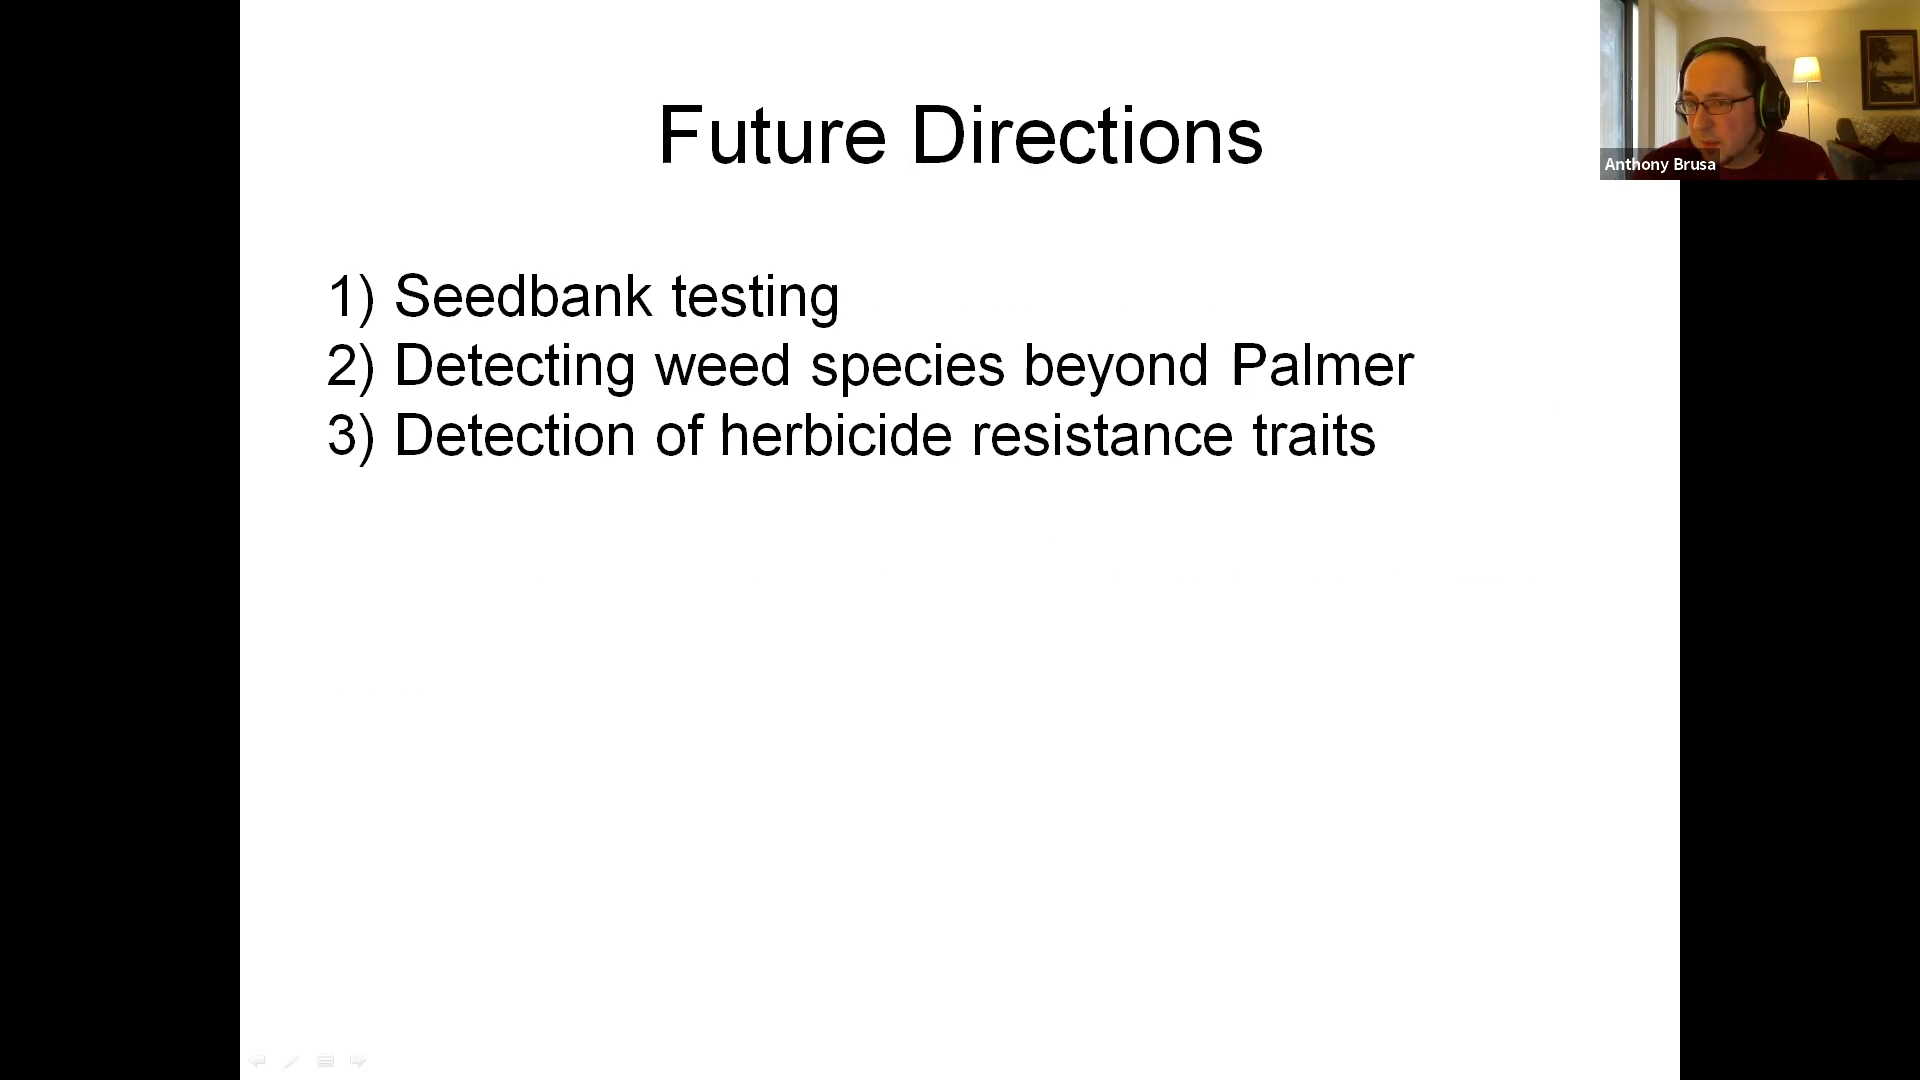 Future Directions
Anthony Brusa
1) Seedbank testing
2) Detecting weed species beyond Palmer
3) Detection of herbicide resistance traits